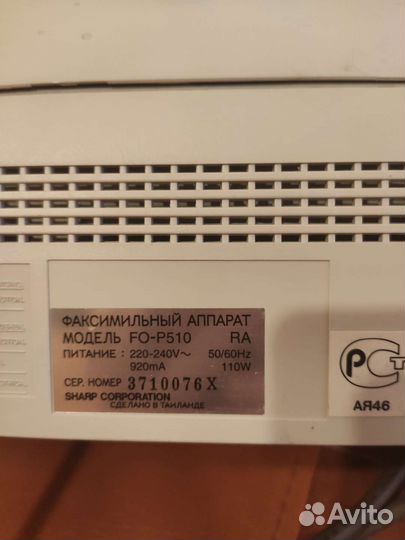 ФАКСИМИЛЬНЫЙ АППАРАТ
МОДЕЛЬ FO-P510 RA
ПИТАНИЕ : 220-240V~ 50/60Hz
920mA 110W
СЕР. НОМЕР 3710076X
SHARP CORPORATION
СДЕЛАНО В ТАИЛАНДЕ
РСТ
АЯ46
Avito